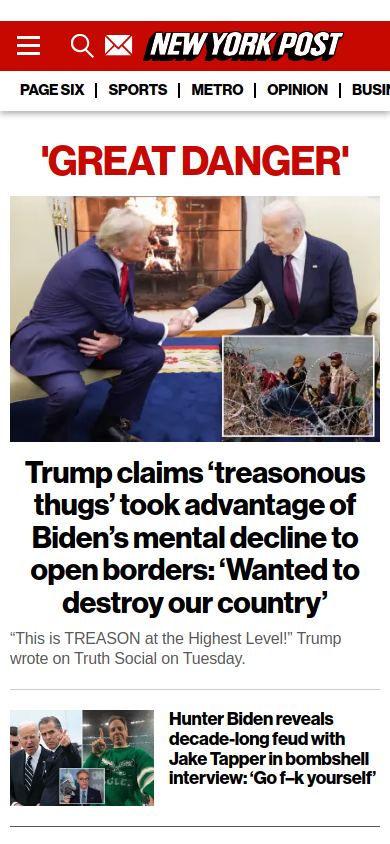 NEW YORK POST
PAGE SIX
SPORTS
METRO
OPINION
BUSIN
'GREAT DANGER'
Trump claims ‘treasonous
thugs’ took advantage of
Biden’s mental decline to
open borders: ‘Wanted to
destroy our country’
“This is TREASON at the Highest Level!” Trump
wrote on Truth Social on Tuesday.
Hunter Biden reveals
decade-long feud with
Jake Tapper in bombshell
interview: ‘Go f–k yourself’